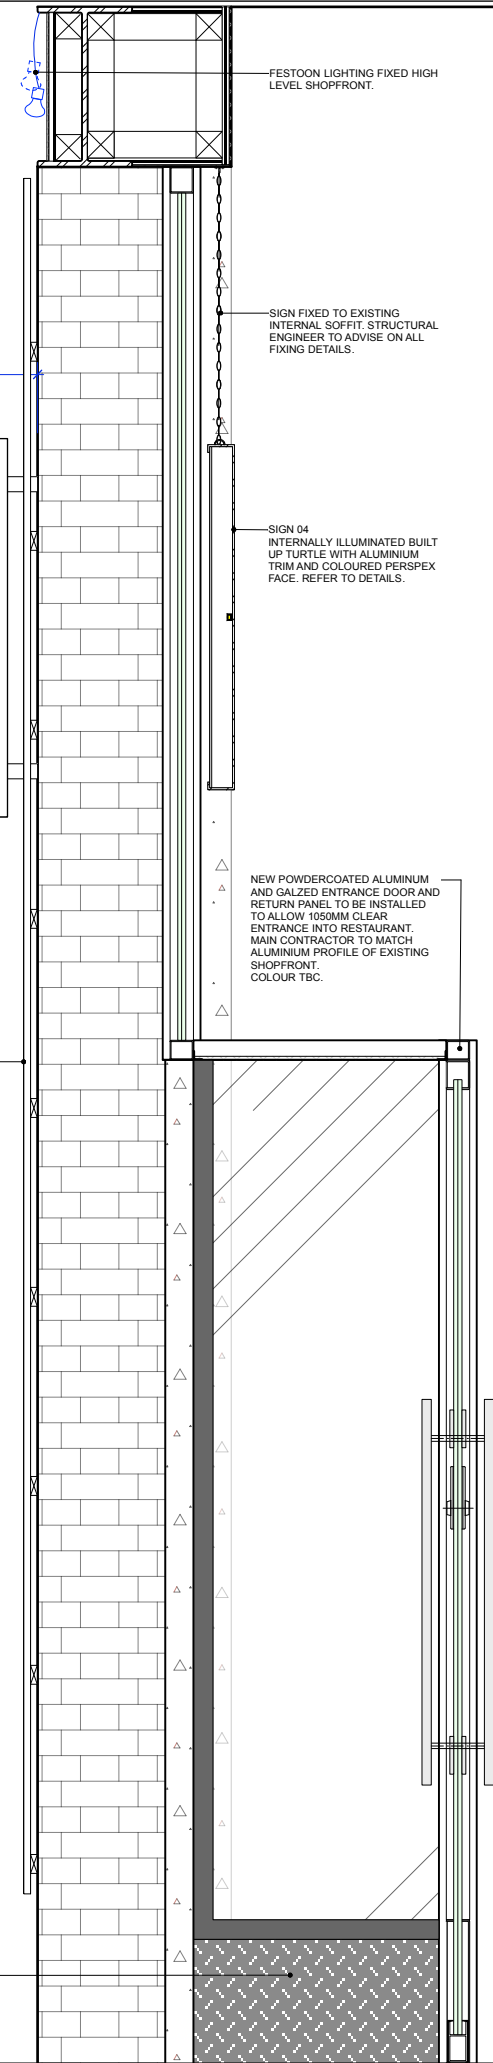 FESTOON LIGHTING FIXED HIGH
LEVEL SHOPFRONT.
SIGN FIXED TO EXISTING
INTERNAL SOFFIT. STRUCTURAL
ENGINEER TO ADVISE ON ALL
FIXING DETAILS.
SIGN 04
INTERNALLY ILLUMINATED BUILT
UP TURTLE WITH ALUMINIUM
TRIM AND COLOURED PERSPEX
FACE. REFER TO DETAILS.
NEW POWDERCOATED ALUMINUM
AND GALZED ENTRANCE DOOR AND
RETURN PANEL TO BE INSTALLED
TO ALLOW 1050MM CLEAR
ENTRANCE INTO RESTAURANT.
MAIN CONTRACTOR TO MATCH
ALUMINIUM PROFILE OF EXISTING
SHOPFRONT.
COLOUR TBC.